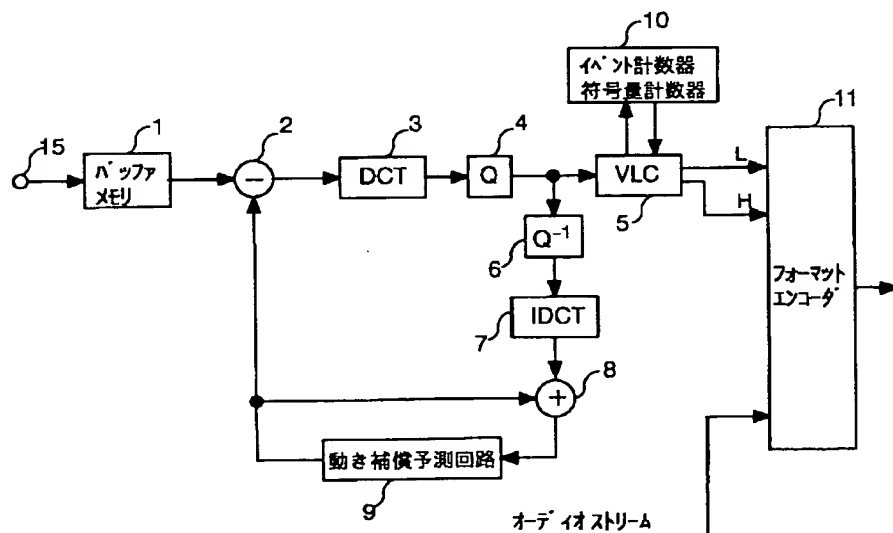 10
イベント計数器
符号量計数器
11
15
1
バッファ
メモリ
2
−
3
DCT
4
Q
VLC
5
L
H
6
Q⁻¹
7
IDCT
8
+
フォーマット
エンコーダ
動き補償予測回路
9
オーディオストリーム